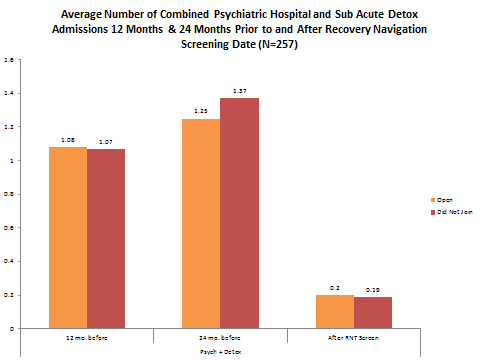 Average Number of Combined Psychiatric Hospital and Sub Acute Detox
Admissions 12 Months & 24 Months Prior to and After Recovery Navigation
Screening Date (N=257)
1.6
1.4
1.2
1
0.8
0.6
0.4
0.2
0
1.08
1.07
1.25
1.37
0.2
0.19
Open
Did Not Join
12 mo. before
24 mo. before
After RNT Screen
Psych + Detox